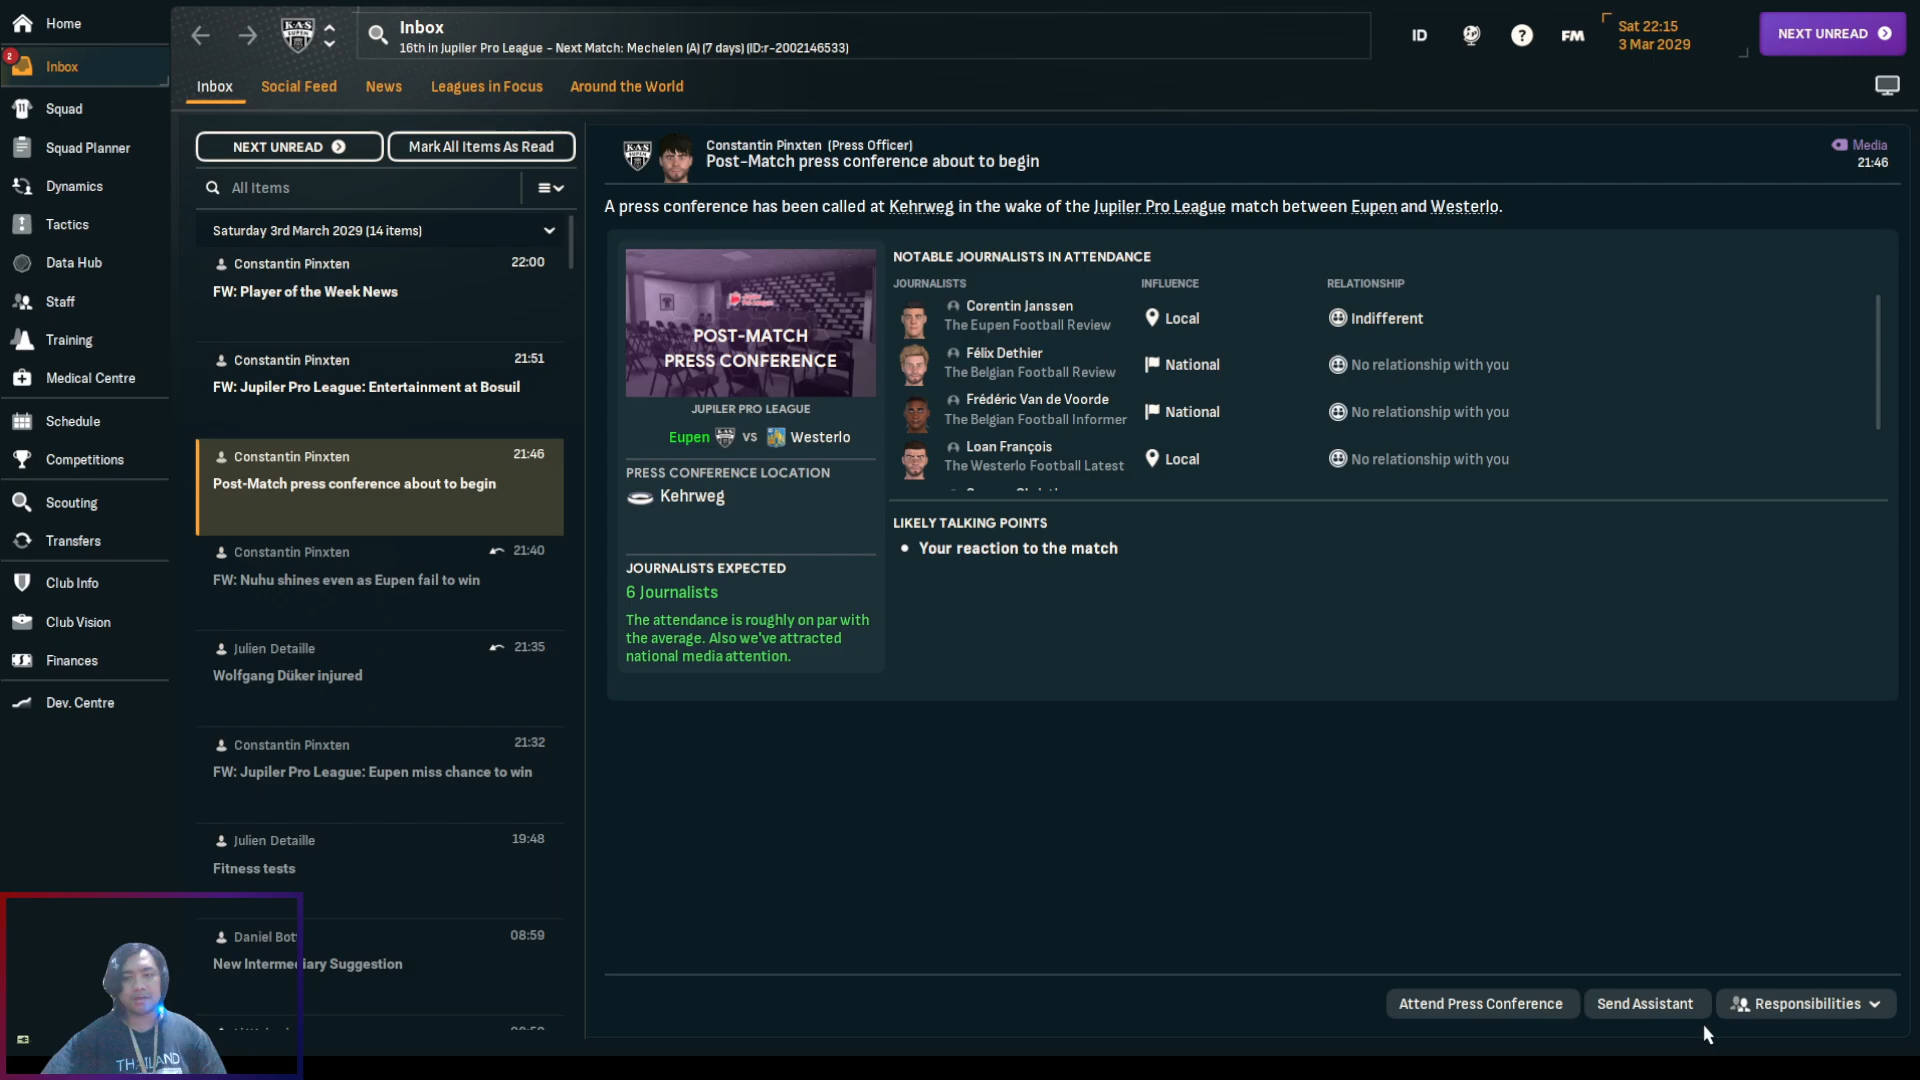 Home
2
Inbox
Squad
Squad Planner
Dynamics
Tactics
Data Hub
Staff
Training
Medical Centre
Schedule
Competitions
Scouting
Transfers
Club Info
Club Vision
Finances
Dev. Centre
Inbox
16th in Jupiler Pro League - Next Match: Mechelen (A) (7 days) (ID:r-2002146533)
ID
FM
Sat 22:15
3 Mar 2029
NEXT UNREAD
Inbox
Social Feed
News
Leagues in Focus
Around the World
NEXT UNREAD
Mark All Items As Read
All Items
Saturday 3rd March 2029 (14 items)
Constantin Pinxten 22:00
FW: Player of the Week News
Constantin Pinxten 21:51
FW: Jupiler Pro League: Entertainment at Bosuil
Constantin Pinxten 21:46
Post-Match press conference about to begin
Constantin Pinxten 21:40
FW: Nuhu shines even as Eupen fail to win
Julien Detaille 21:35
Wolfgang Düker injured
Constantin Pinxten 21:32
FW: Jupiler Pro League: Eupen miss chance to win
Julien Detaille 19:48
Fitness tests
Daniel Bot 08:59
New Intermediary Suggestion
THAILAND
Constantin Pinxten (Press Officer)
Post-Match press conference about to begin
Media
21:46
A press conference has been called at Kehrweg in the wake of the Jupiler Pro League match between Eupen and Westerlo.
POST-MATCH
PRESS CONFERENCE
JUPILER PRO LEAGUE
Eupen VS Westerlo
PRESS CONFERENCE LOCATION
Kehrweg
JOURNALISTS EXPECTED
6 Journalists
The attendance is roughly on par with
the average. Also we've attracted
national media attention.
NOTABLE JOURNALISTS IN ATTENDANCE
JOURNALISTS INFLUENCE RELATIONSHIP
Corentin Janssen
The Eupen Football Review
Local
Indifferent
Félix Dethier
The Belgian Football Review
National
No relationship with you
Frédéric Van de Voorde
The Belgian Football Informer
National
No relationship with you
Loan François
The Westerlo Football Latest
Local
No relationship with you
LIKELY TALKING POINTS
Your reaction to the match
Attend Press Conference
Send Assistant
Responsibilities